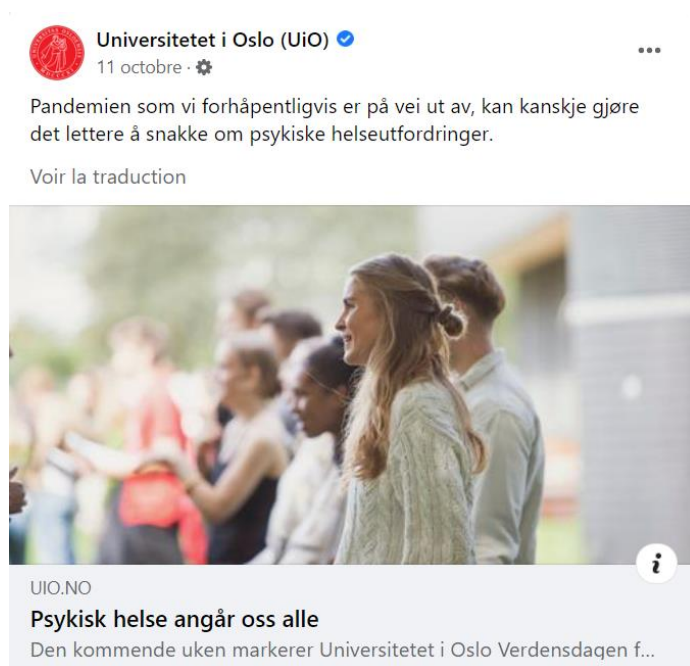 Universitetet i Oslo (UiO)
11 octobre ·
Pandemien som vi forhåpentligvis er på vei ut av, kan kanskje gjøre
det lettere å snakke om psykiske helseutfordringer.
Voir la traduction
UIO.NO
Psykisk helse angår oss alle
Den kommende uken markerer Universitetet i Oslo Verdensdagen f...